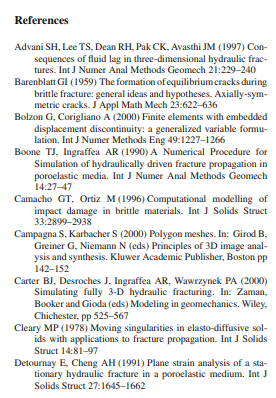 References
Advani SH, Lee TS, Dean RH, Pak CK, Avasthi JM (1997) Con-
sequences of fluid lag in three-dimensional hydraulic frac-
tures. Int J Numer Anal Methods Geomech 21:229–240
Barenblatt GI (1959) The formation of equilibrium cracks during
brittle fracture: general ideas and hypotheses. Axially-sym-
metric cracks. J Appl Math Mech 23:622–636
Bolzon G, Corigliano A (2000) Finite elements with embedded
displacement discontinuity: a generalized variable formu-
lation. Int J Numer Methods Eng 49:1227–1266
Boone TJ, Ingraffea AR (1990) A Numerical Procedure for
Simulation of hydraulically driven fracture propagation in
poroelastic media. Int J Numer Anal Methods Geomech
14:27–47
Camacho GT, Ortiz M (1996) Computational modelling of
impact damage in brittle materials. Int J Solids Struct
33:2899–2938
Campagna S, Karbacher S (2000) Polygon meshes. In: Girod B,
Greiner G, Niemann N (eds) Principles of 3D image anal-
ysis and synthesis. Kluwer Academic Publisher, Boston pp
142–152
Carter BJ, Desroches J, Ingraffea AR, Wawrzynek PA (2000)
Simulating fully 3-D hydraulic fracturing. In: Zaman,
Booker and Gioda (eds) Modeling in geomechanics. Wiley,
Chichester, pp 525–567
Cleary MP (1978) Moving singularities in elasto-diffusive sol-
ids with applications to fracture propagation. Int J Solids
Struct 14:81–97
Detournay E, Cheng AH (1991) Plane strain analysis of a sta-
tionary hydraulic fracture in a poroelastic medium. Int J
Solids Struct 27:1645–1662